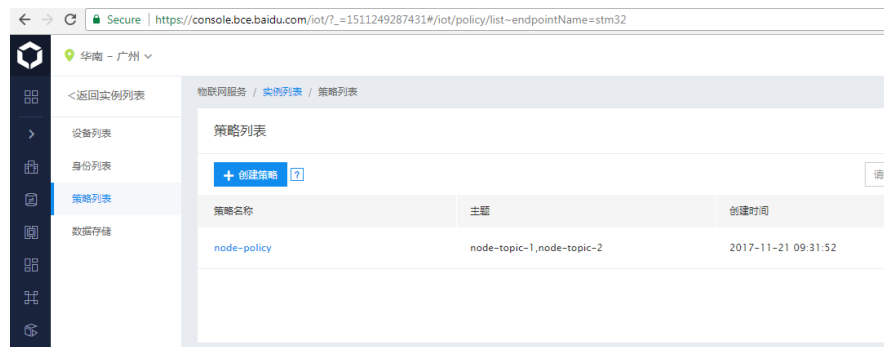 Secure | https://console.bce.baidu.com/iot/?_=1511249287431#/iot/policy/list~endpointName=stm32
华南 - 广州
<返回实例列表
物联网服务 / 实例列表 / 策略列表
设备列表
身份列表
策略列表
数据存储
策略列表
+ 创建策略 ?
请
策略名称 主题 创建时间
node-policy node-topic-1,node-topic-2 2017-11-21 09:31:52